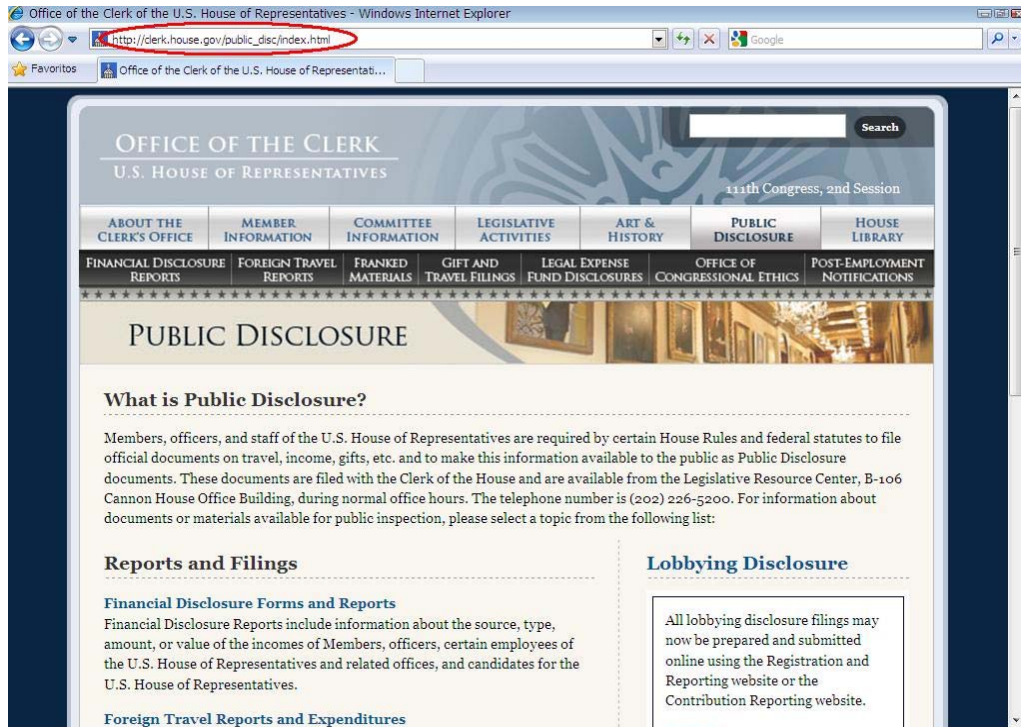 Office of the Clerk of the U.S. House of Representatives - Windows Internet Explorer
http://clerk.house.gov/public_disc/index.html
Google
Favoritos
Office of the Clerk of the U.S. House of Representati...
OFFICE OF THE CLERK
U.S. HOUSE OF REPRESENTATIVES
Search
111th Congress, 2nd Session
ABOUT THE CLERK'S OFFICE
MEMBER INFORMATION
COMMITTEE INFORMATION
LEGISLATIVE ACTIVITIES
ART & HISTORY
PUBLIC DISCLOSURE
HOUSE LIBRARY
FINANCIAL DISCLOSURE REPORTS
FOREIGN TRAVEL REPORTS
FRANKED MATERIALS
GIFT AND TRAVEL FILINGS
LEGAL EXPENSE FUND DISCLOSURES
OFFICE OF CONGRESSIONAL ETHICS
POST-EMPLOYMENT NOTIFICATIONS
PUBLIC DISCLOSURE
What is Public Disclosure?
Members, officers, and staff of the U.S. House of Representatives are required by certain House Rules and federal statutes to file
official documents on travel, income, gifts, etc. and to make this information available to the public as Public Disclosure
documents. These documents are filed with the Clerk of the House and are available from the Legislative Resource Center, B-106
Cannon House Office Building, during normal office hours. The telephone number is (202) 226-5200. For information about
documents or materials available for public inspection, please select a topic from the following list:
Reports and Filings
Financial Disclosure Forms and Reports
Financial Disclosure Reports include information about the source, type,
amount, or value of the incomes of Members, officers, certain employees of
the U.S. House of Representatives and related offices, and candidates for the
U.S. House of Representatives.
Foreign Travel Reports and Expenditures
Lobbying Disclosure
All lobbying disclosure filings may
now be prepared and submitted
online using the Registration and
Reporting website or the
Contribution Reporting website.